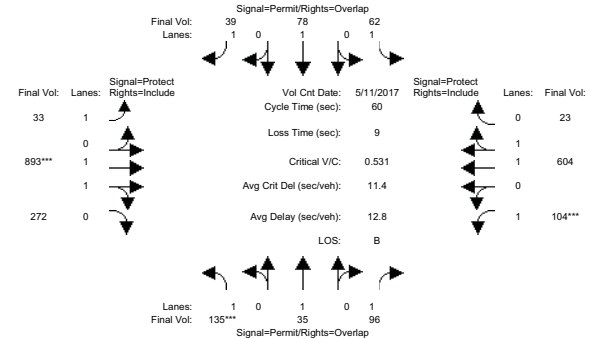 Signal=Permit/Rights=Overlap
Final Vol: 39 78 62
Lanes: 1 0 1 0 1
Signal=Protect Signal=Protect
Final Vol: Lanes: Rights=Include Vol Cnt Date: 5/11/2017 Rights=Include Lanes: Final Vol:
Cycle Time (sec): 60
33 1 0 23
Loss Time (sec): 9
0 1
893*** 1 Critical V/C: 0.531 1 604
1 Avg Crit Del (sec/veh): 11.4 0
272 0 Avg Delay (sec/veh): 12.8 1 104***
LOS: B
Lanes: 1 0 1 0 1
Final Vol: 135*** 35 96
Signal=Permit/Rights=Overlap